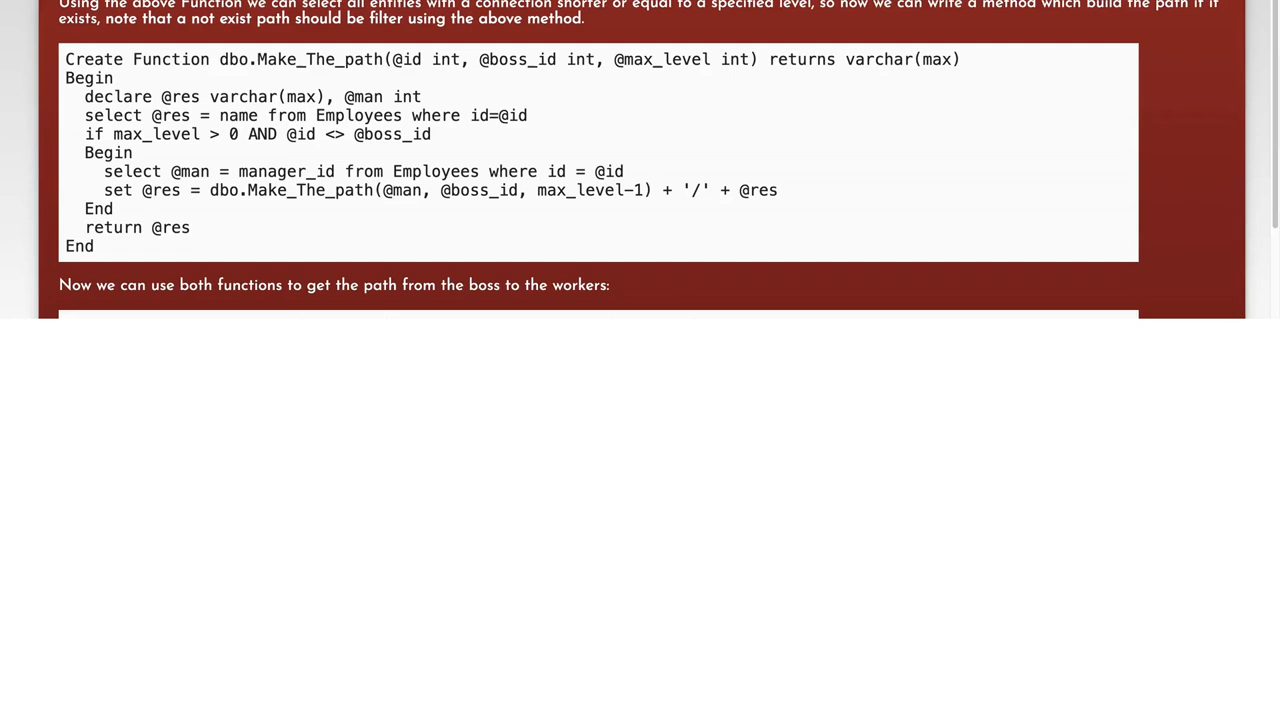 Using the above Function we can select all entities with a connection shorter or equal to a specified level, so now we can write a method which build the path if it
exists, note that a not exist path should be filter using the above method.
Create Function dbo.Make_The_path(@id int, @boss_id int, @max_level int) returns varchar(max)
Begin
  declare @res varchar(max), @man int
  select @res = name from Employees where id=@id
  if max_level > 0 AND @id <> @boss_id
  Begin
    select @man = manager_id from Employees where id = @id
    set @res = dbo.Make_The_path(@man, @boss_id, max_level-1) + '/' + @res
  End
  return @res
End
Now we can use both functions to get the path from the boss to the workers: